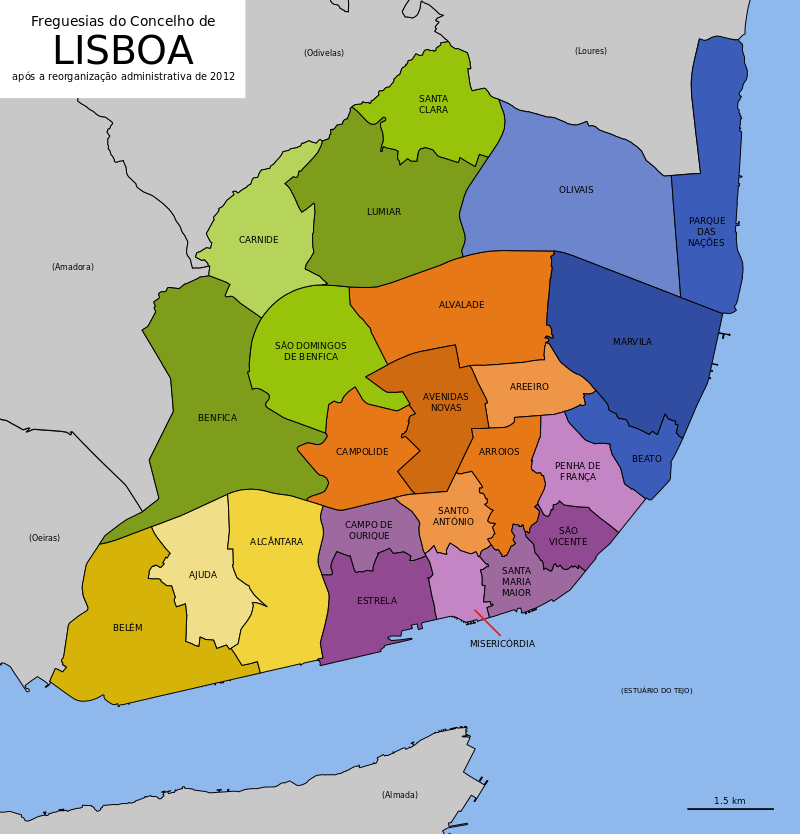 Freguesias do Concelho de
LISBOA
após a reorganização administrativa de 2012
(Odivelas)
(Loures)
SANTA
CLARA
OLIVAIS
LUMIAR
PARQUE
DAS
NAÇÕES
CARNIDE
(Amadora)
ALVALADE
SÃO DOMINGOS
DE BENFICA
MARVILA
AREEIRO
AVENIDAS
NOVAS
BENFICA
CAMPOLIDE
ARROIOS
BEATO
PENHA DE
FRANÇA
SANTO
ANTÓNIO
CAMPO DE
OURIQUE
SÃO
VICENTE
(Oeiras)
ALCÂNTARA
AJUDA
SANTA
MARIA
MAIOR
ESTRELA
BELÉM
MISERICÓRDIA
(ESTUÁRIO DO TEJO)
(Almada)
1.5 km